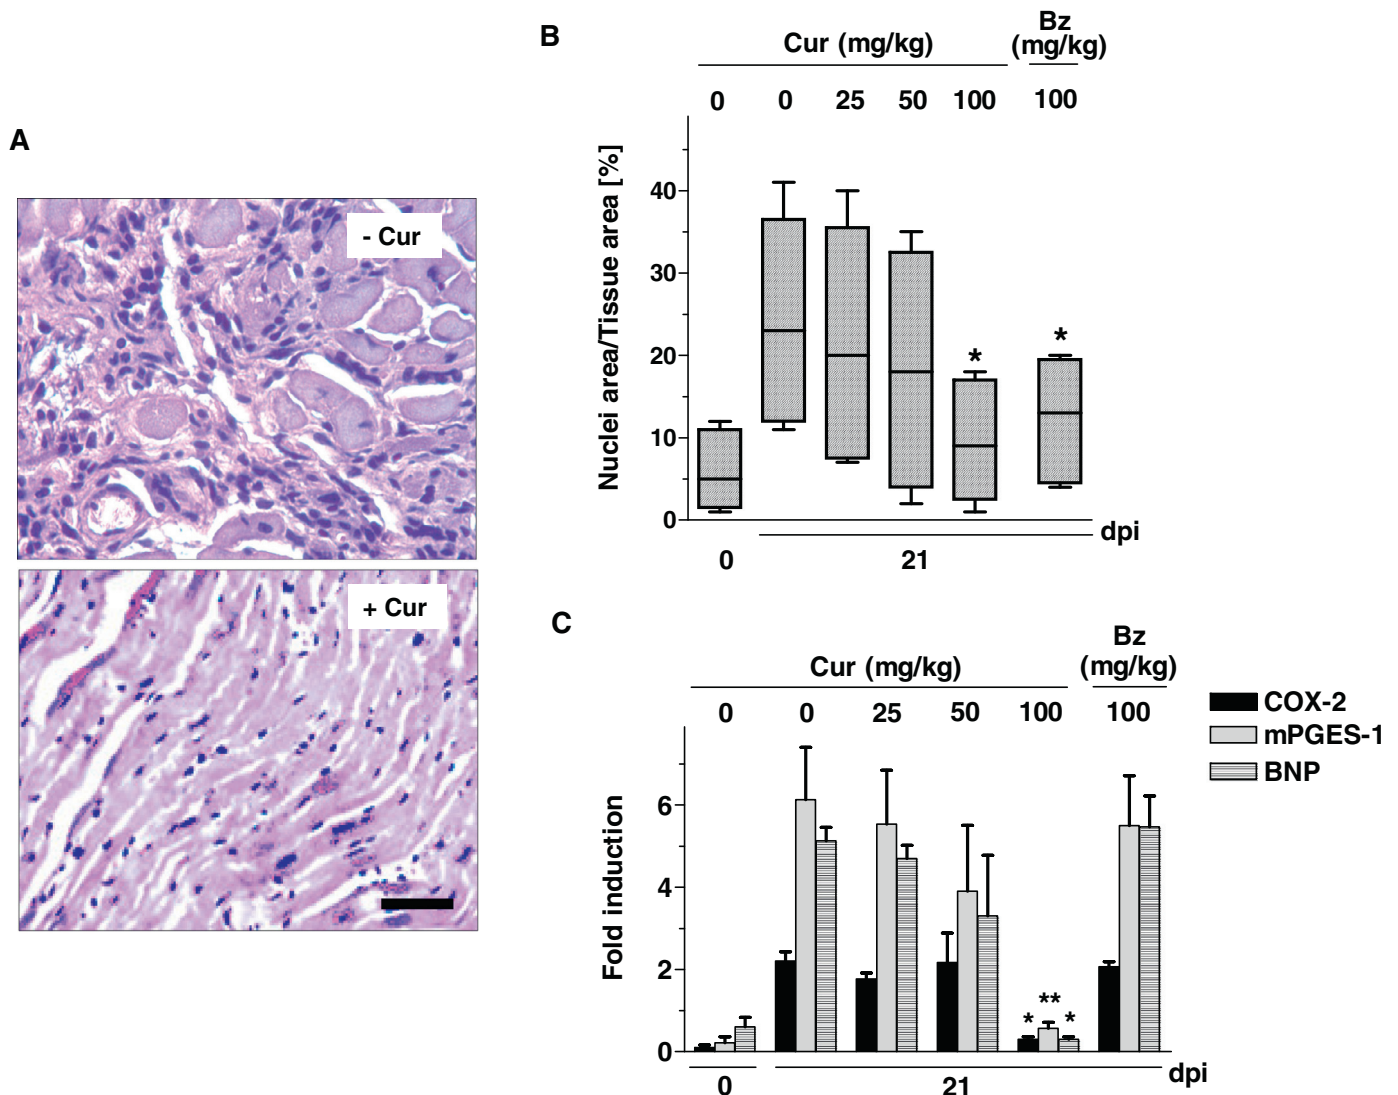 A
- Cur
+ Cur
B
Cur (mg/kg)
Bz
(mg/kg)
0 0 25 50 100 100
Nuclei area/Tissue area [%]
40
30
20
10
0
*
*
dpi
0 21
C
Cur (mg/kg)
Bz
(mg/kg)
0 0 25 50 100 100
COX-2
mPGES-1
BNP
Fold induction
6
4
2
0
* ** *
dpi
0 21